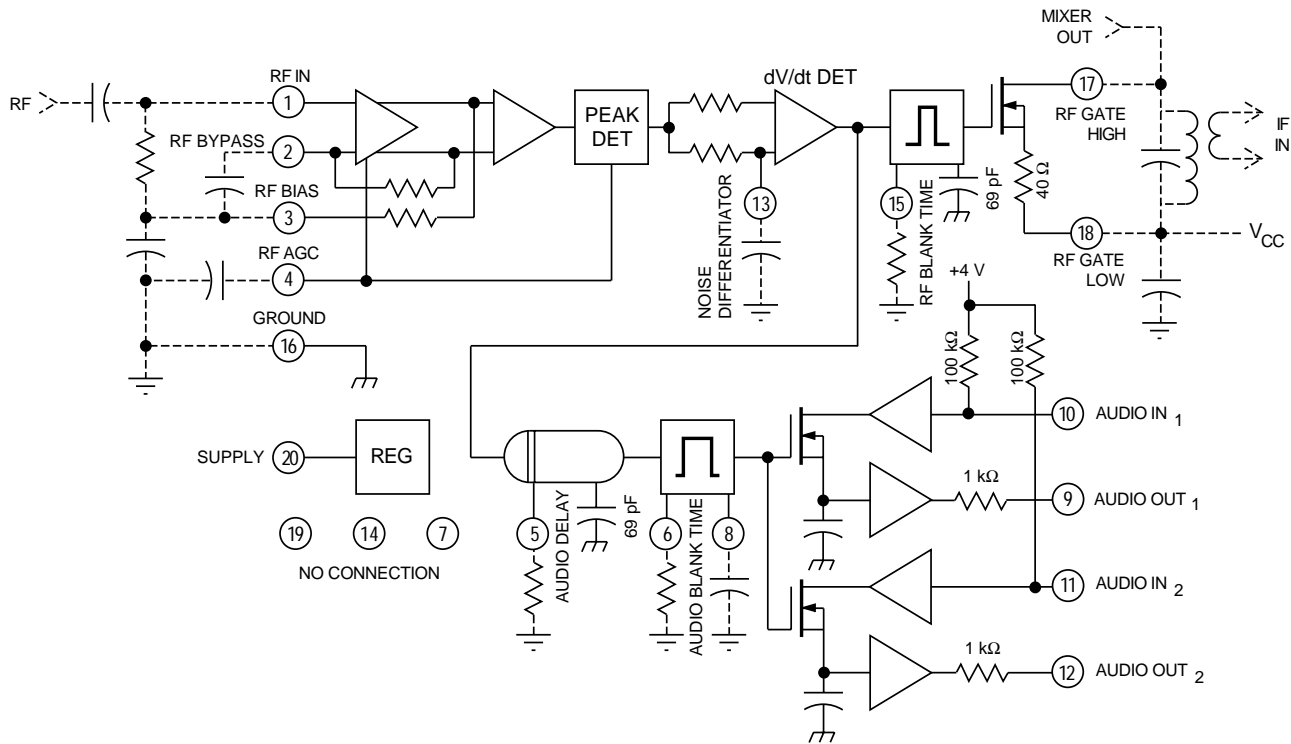 MIXER
OUT
dV/dt DET
RF
RF IN
1
17
RF GATE
HIGH
PEAK
DET
IF
IN
RF BYPASS
2
RF BIAS
3
13
15
69 pF
40 Ω
RF AGC
4
NOISE
DIFFERENTIATOR
RF BLANK TIME
18
VCC
RF GATE
LOW
+4 V
GROUND
16
100 kΩ
100 kΩ
10
AUDIO IN 1
SUPPLY
20
REG
1 kΩ
9
AUDIO OUT 1
19
14
7
NO CONNECTION
5
AUDIO DELAY
69 pF
6
AUDIO BLANK TIME
8
11
AUDIO IN 2
1 kΩ
12
AUDIO OUT 2